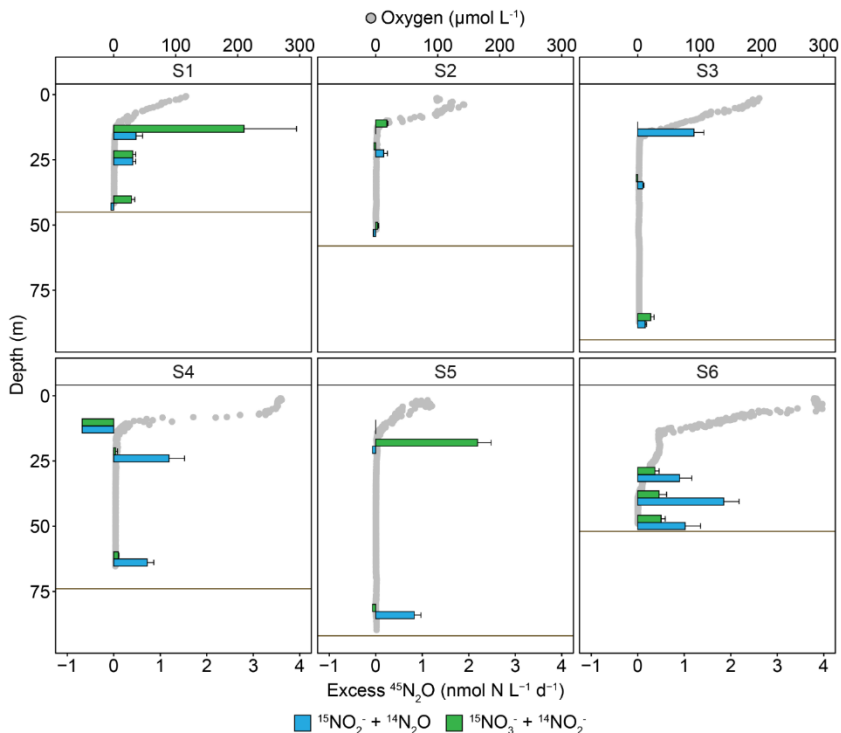 Oxygen (µmol L⁻¹)
0 100 200 300 0 100 200 300 0 100 200 300
S1 S2 S3
0
25
50
75
S4 S5 S6
0
25
50
75
Depth (m)
−1 0 1 2 3 4 −1 0 1 2 3 4 −1 0 1 2 3 4
Excess ⁴⁵N₂O (nmol N L⁻¹ d⁻¹)
¹⁵NO₂⁻ + ¹⁴N₂O ¹⁵NO₃⁻ + ¹⁴NO₂⁻